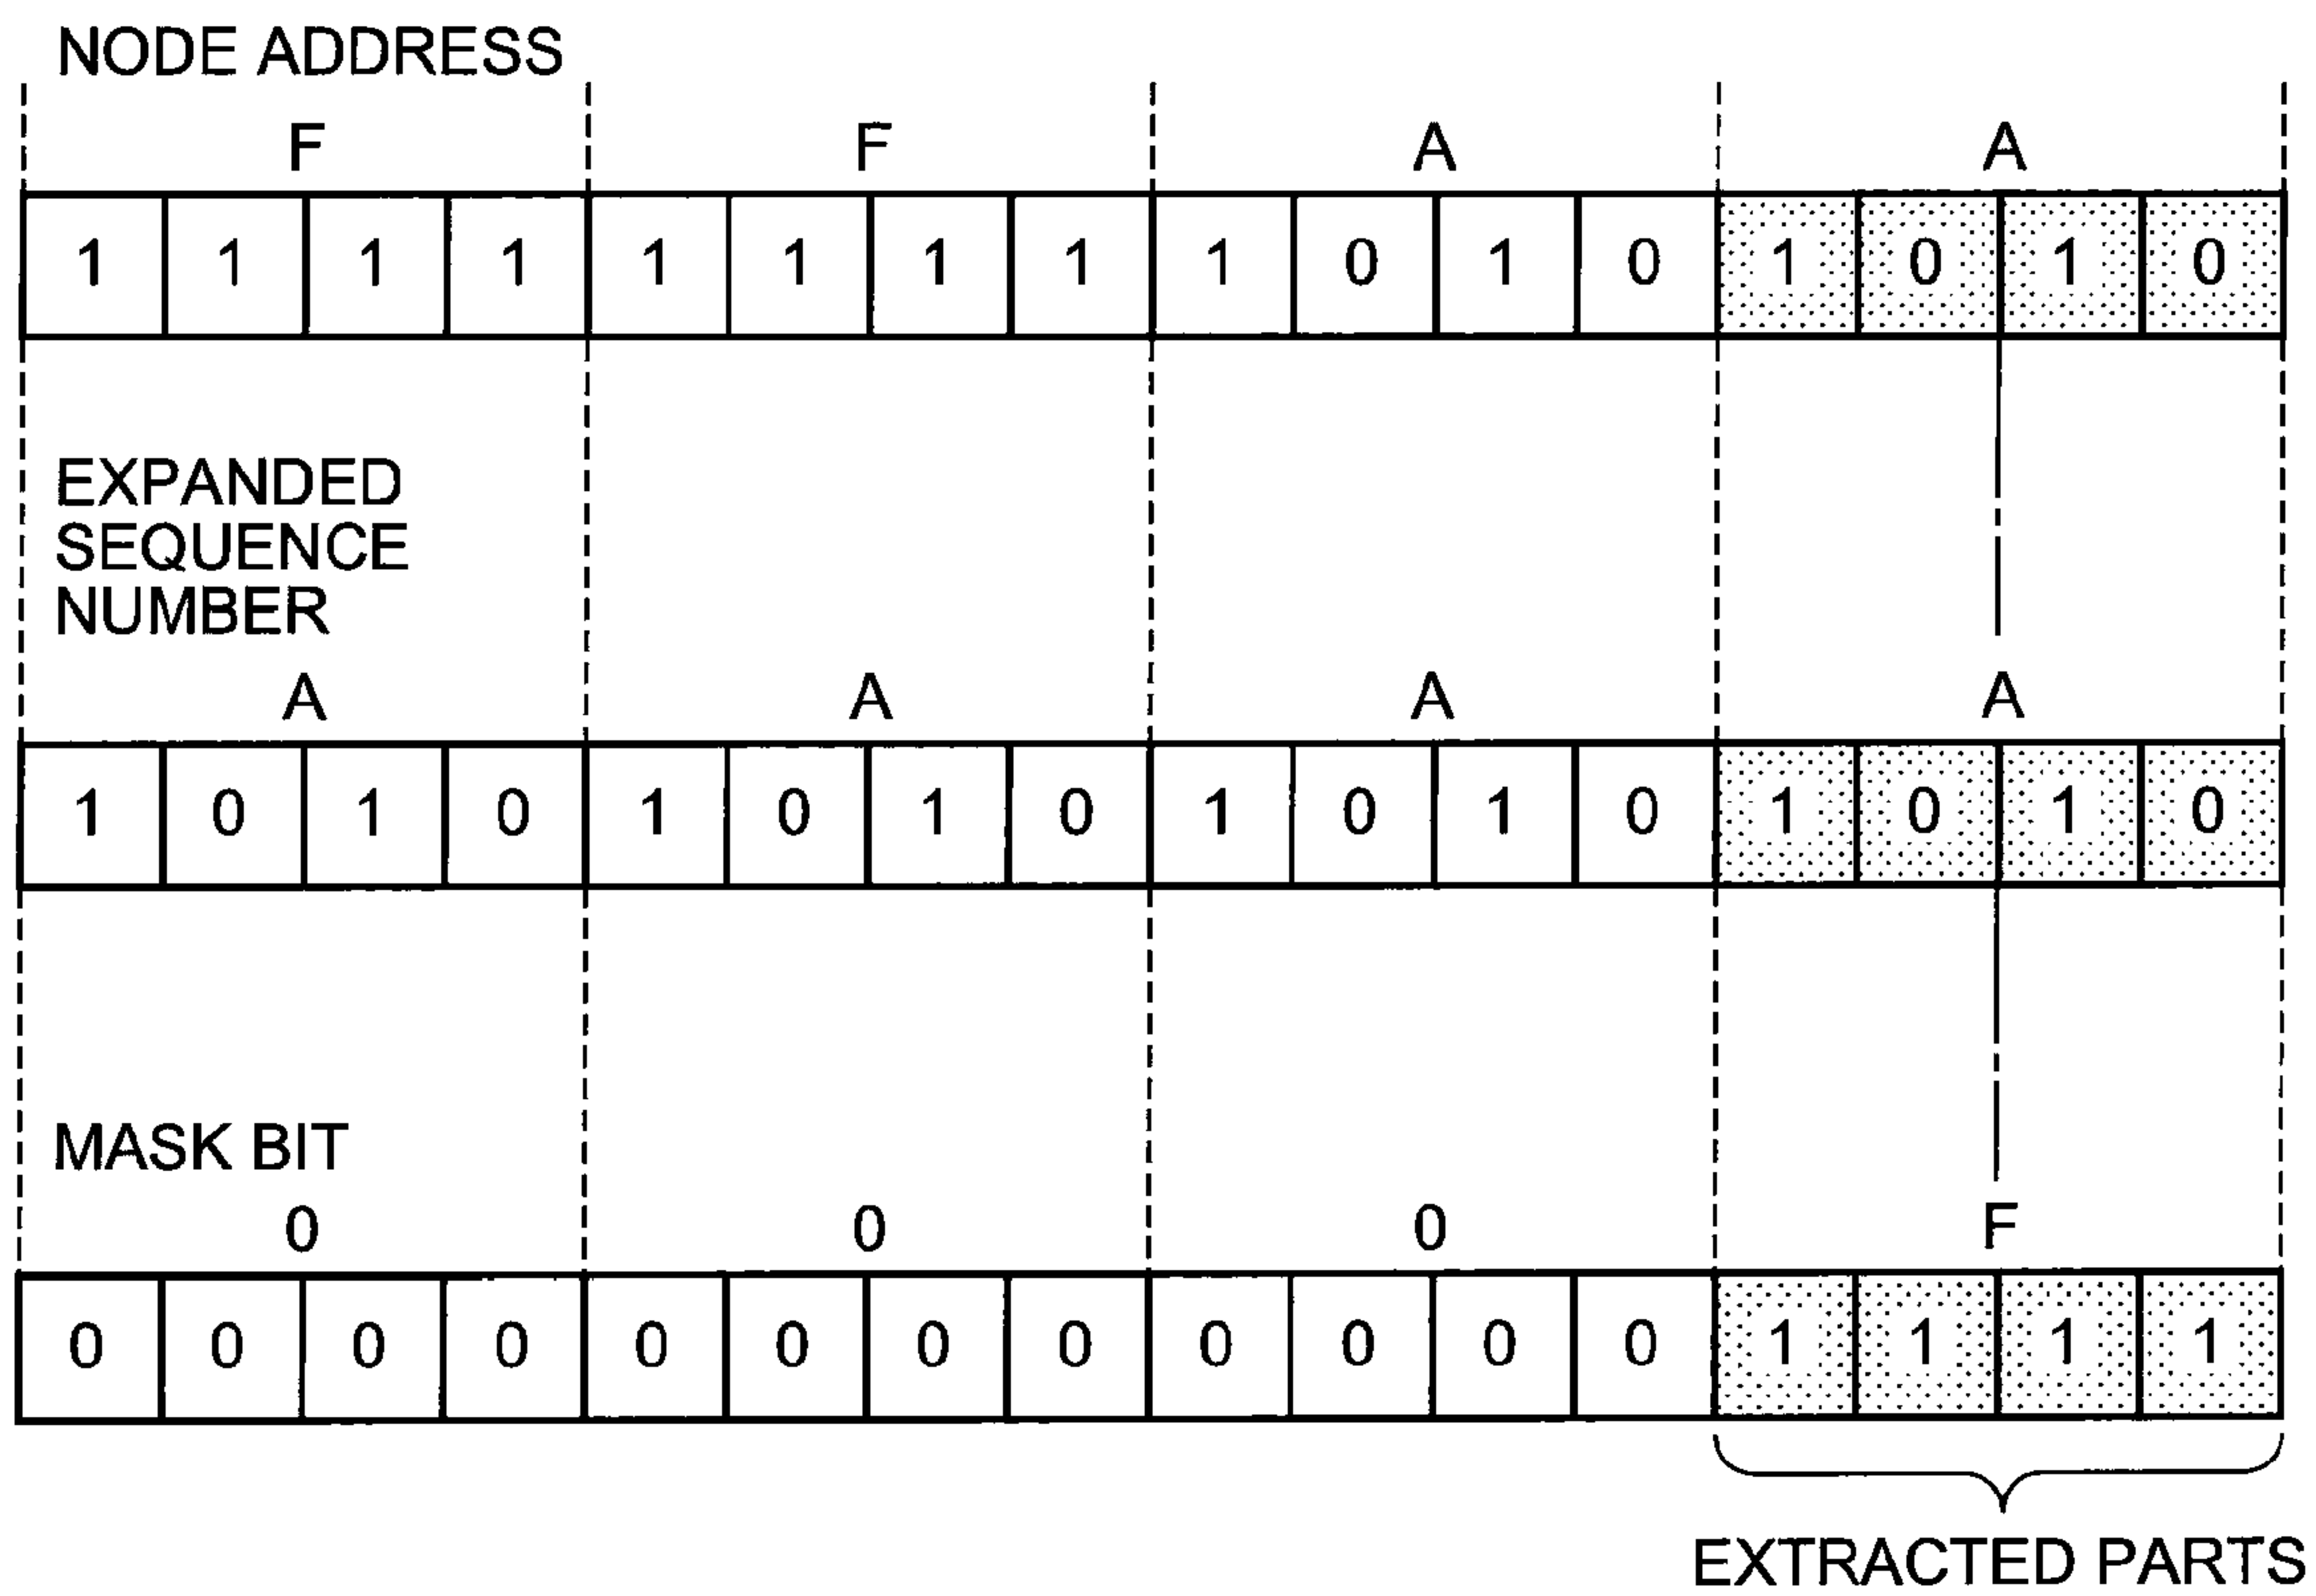 NODE ADDRESS
F F A A
1 1 1 1 1 1 1 1 1 0 1 0 1 0 1 0
EXPANDED
SEQUENCE
NUMBER
A A A A
1 0 1 0 1 0 1 0 1 0 1 0 1 0 1 0
MASK BIT
0 0 0 F
0 0 0 0 0 0 0 0 0 0 0 0 1 1 1 1
EXTRACTED PARTS